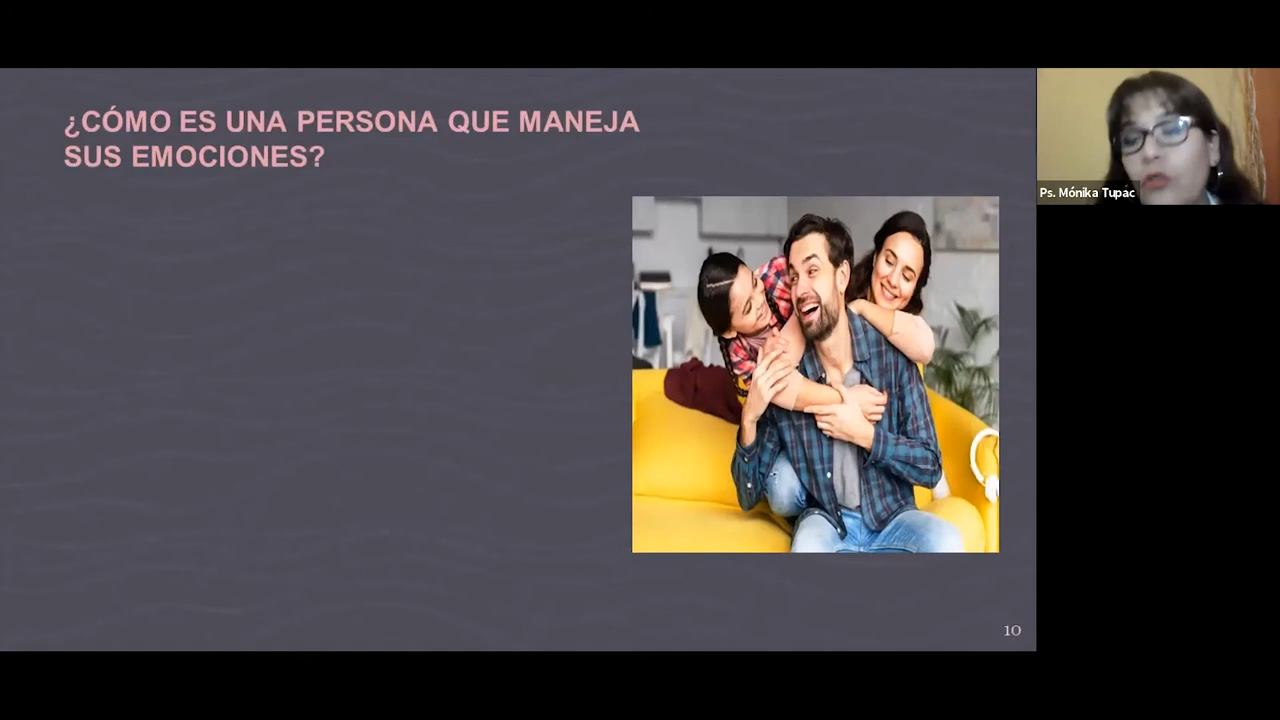 ¿CÓMO ES UNA PERSONA QUE MANEJA
SUS EMOCIONES?
Ps. Mónika Tupac
10